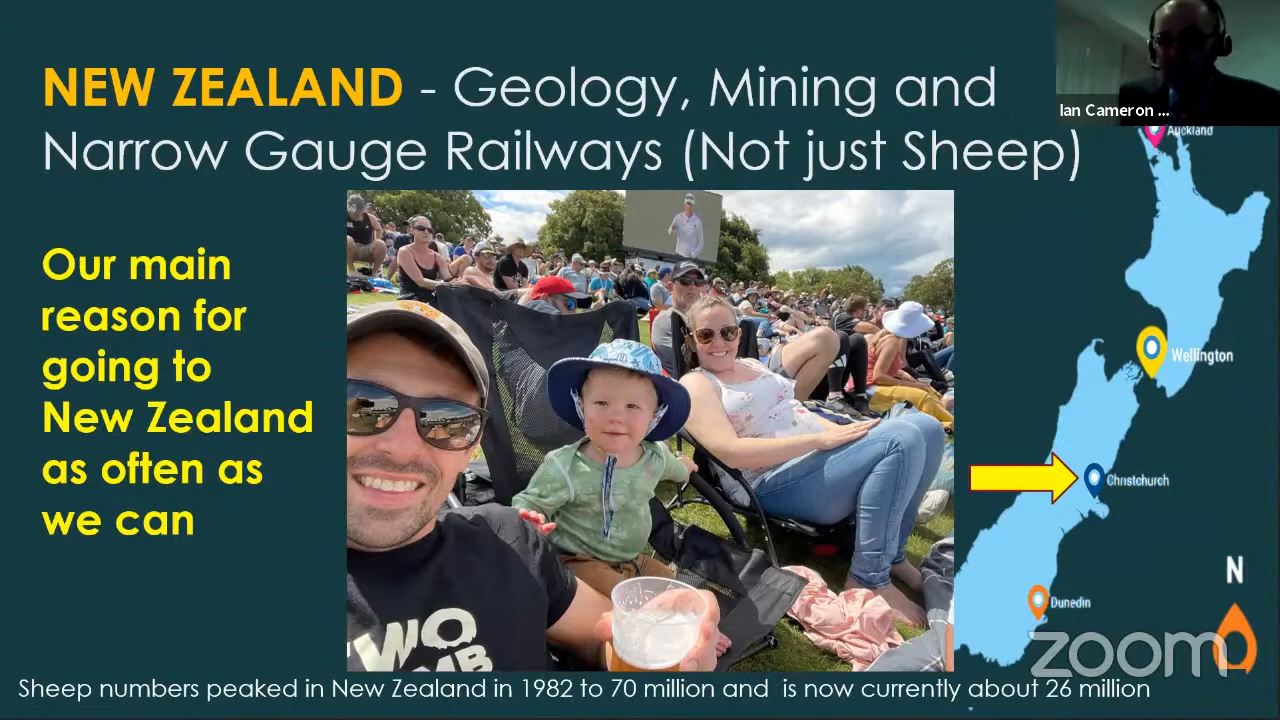 NEW ZEALAND - Geology, Mining and
Narrow Gauge Railways (Not just Sheep)
Ian Cameron ...
Auckland
Our main
reason for
going to
New Zealand
as often as
we can
Wellington
Christchurch
Dunedin
N
zoom
Sheep numbers peaked in New Zealand in 1982 to 70 million and is now currently about 26 million